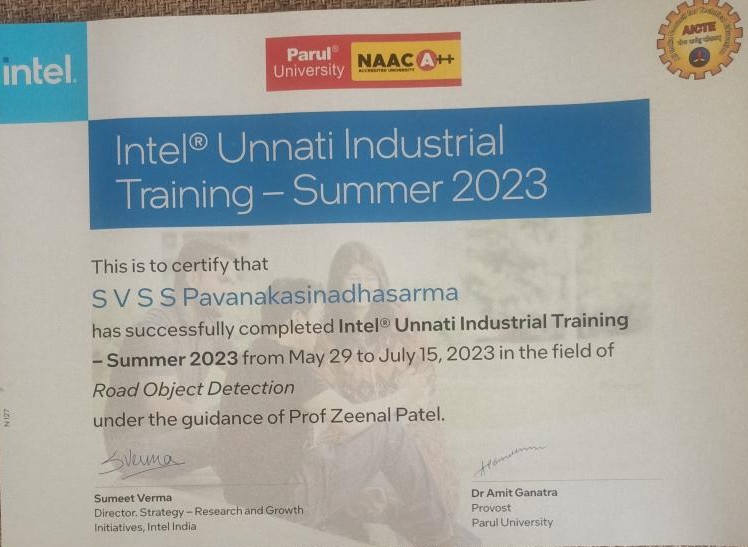 intel.
Parul®
University
NAAC A++
ACCREDITED UNIVERSITY
AICTE
Intel® Unnati Industrial
Training – Summer 2023
This is to certify that
S V S S Pavanakasinadhasarma
has successfully completed Intel® Unnati Industrial Training
– Summer 2023 from May 29 to July 15, 2023 in the field of
Road Object Detection
under the guidance of Prof Zeenal Patel.
SVerma
Sumeet Verma
Director. Strategy – Research and Growth
Initiatives, Intel India
Dr Amit Ganatra
Provost
Parul University
N127